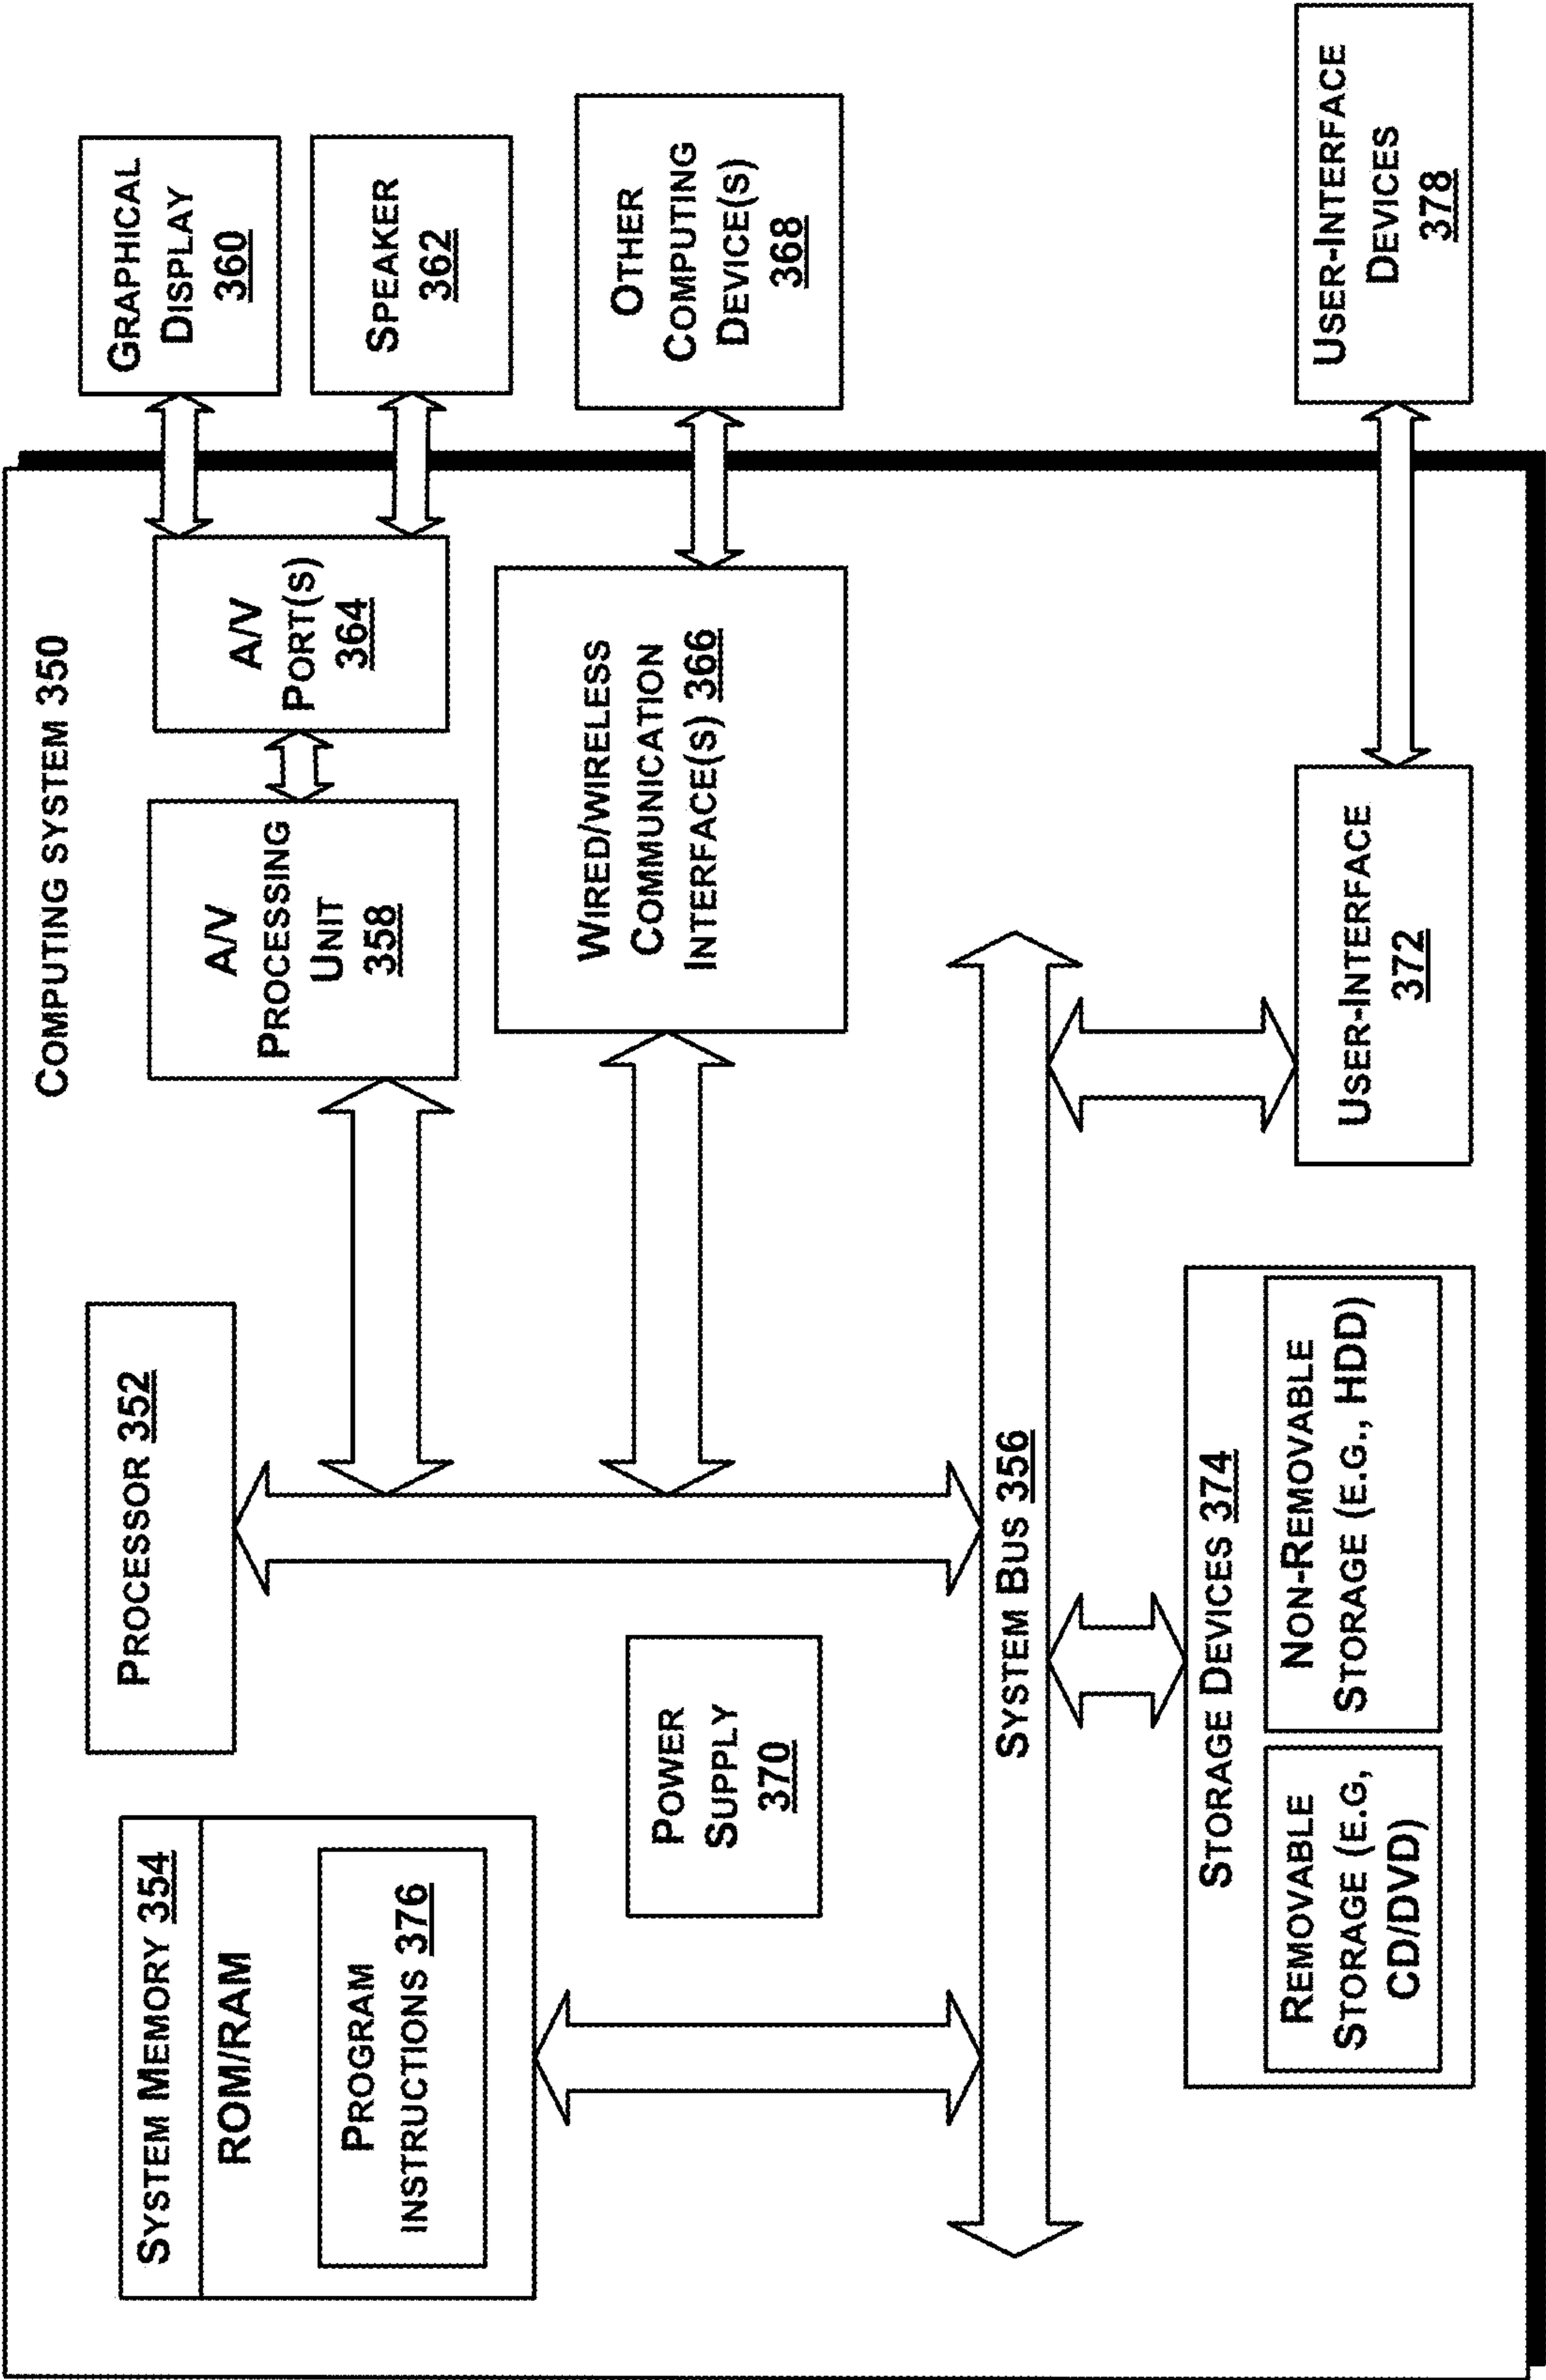 COMPUTING SYSTEM 350
SYSTEM MEMORY 354
ROM/RAM
PROGRAM
INSTRUCTIONS 376
PROCESSOR 352
A/V
PROCESSING
UNIT
358
A/V
PORT(S)
364
GRAPHICAL
DISPLAY
360
SPEAKER
362
POWER
SUPPLY
370
WIRED/WIRELESS
COMMUNICATION
INTERFACE(S) 366
OTHER
COMPUTING
DEVICE(S)
368
SYSTEM BUS 356
STORAGE DEVICES 374
REMOVABLE
STORAGE (E.G,
CD/DVD)
NON-REMOVABLE
STORAGE (E.G., HDD)
USER-INTERFACE
372
USER-INTERFACE
DEVICES
378